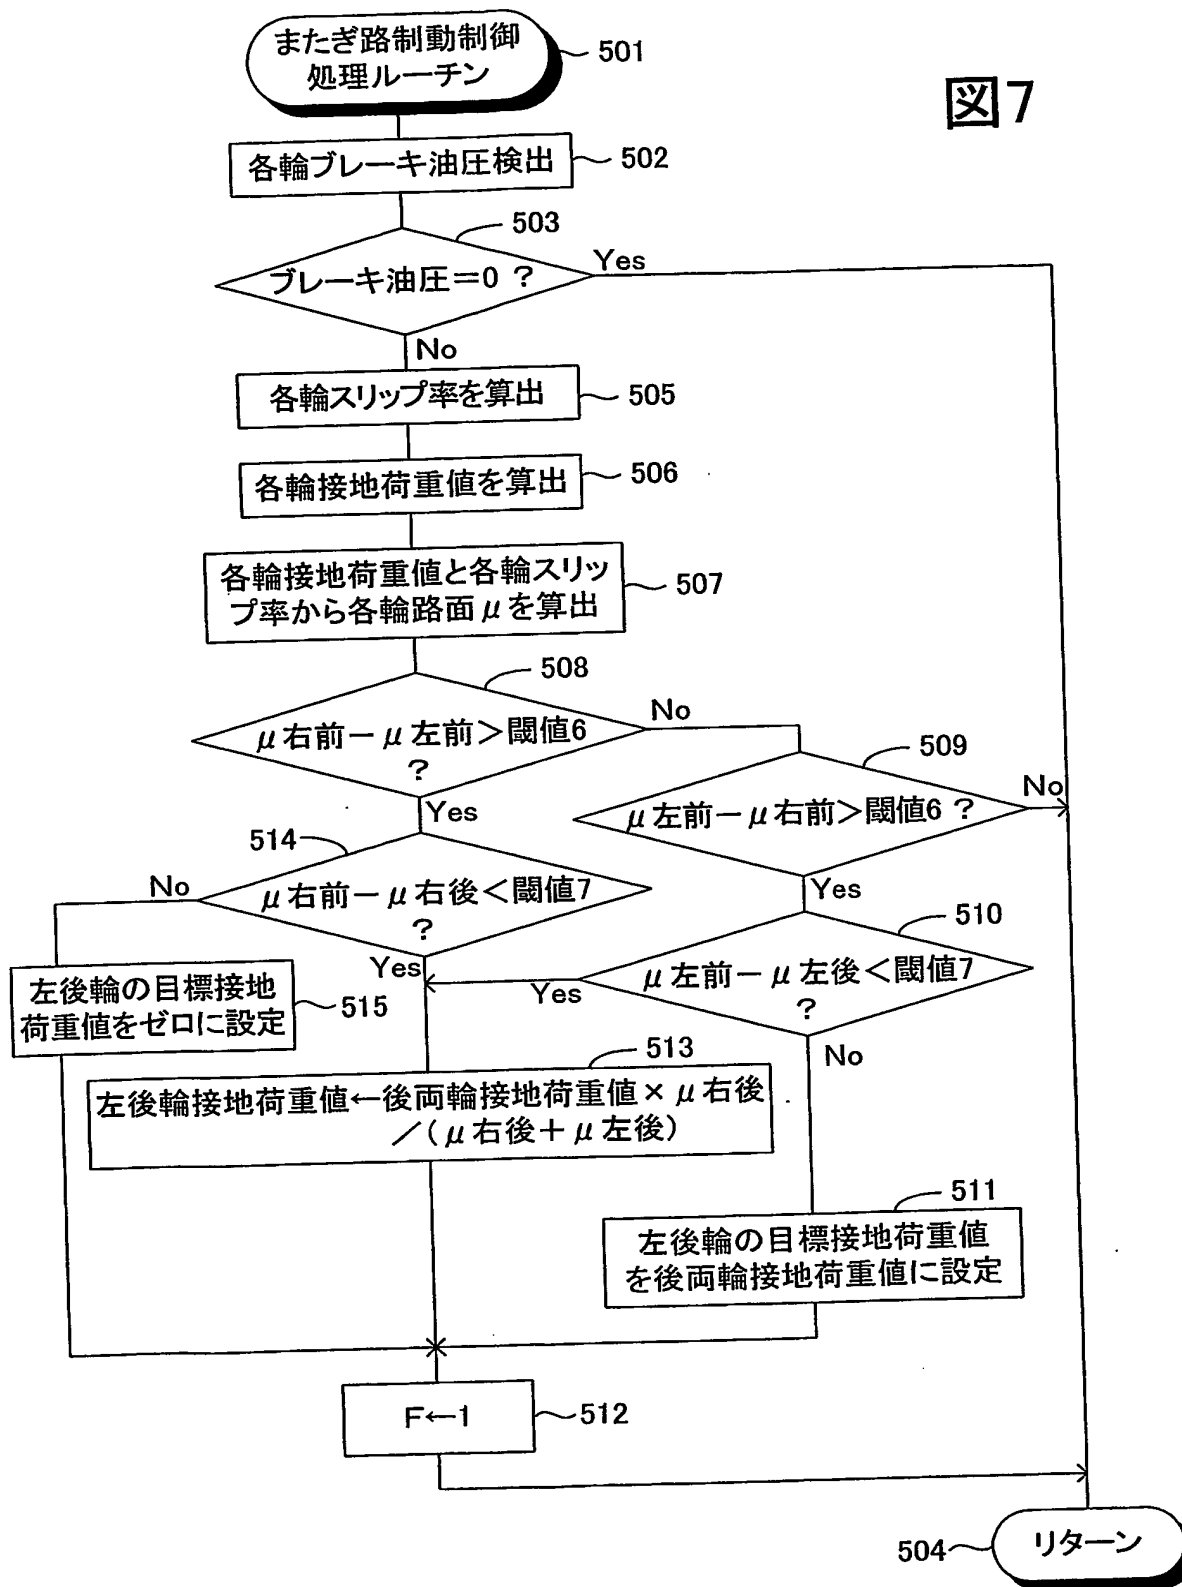 またぎ路制動制御
処理ルーチン
501
図7
各輪ブレーキ油圧検出
502
503
ブレーキ油圧=0 ?
Yes
No
各輪スリップ率を算出
505
各輪接地荷重値を算出
506
各輪接地荷重値と各輪スリッ
プ率から各輪路面μを算出
507
508
μ右前-μ左前>閾値6
?
No
Yes
509
μ左前-μ右前>閾値6 ?
No
Yes
514
μ右前-μ右後<閾値7
?
No
Yes
510
μ左前-μ左後<閾値7
?
Yes
No
左後輪の目標接地
荷重値をゼロに設定
515
513
左後輪接地荷重値←後両輪接地荷重値×μ右後
/(μ右後+μ左後)
511
左後輪の目標接地荷重値
を後両輪接地荷重値に設定
F←1
512
504
リターン